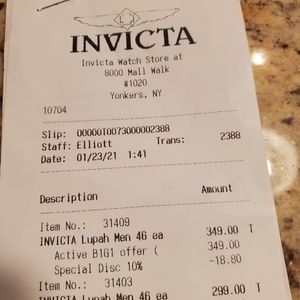 INVICTA
Invicta Watch Store at
8000 Mall Walk
#1020
Yonkers, NY
10704
Slip: 00000T0073000002388
Staff: Elliott Trans: 2388
Date: 01/23/21 1:41
Description Amount
Item No.: 31409
INVICTA Lupah Men 46 ea 349.00 T
Active B1G1 offer ( 349.00
Special Disc 10% -18.80
Item No.: 31403
INVICTA Lupah Men 46 ea 299.00 T